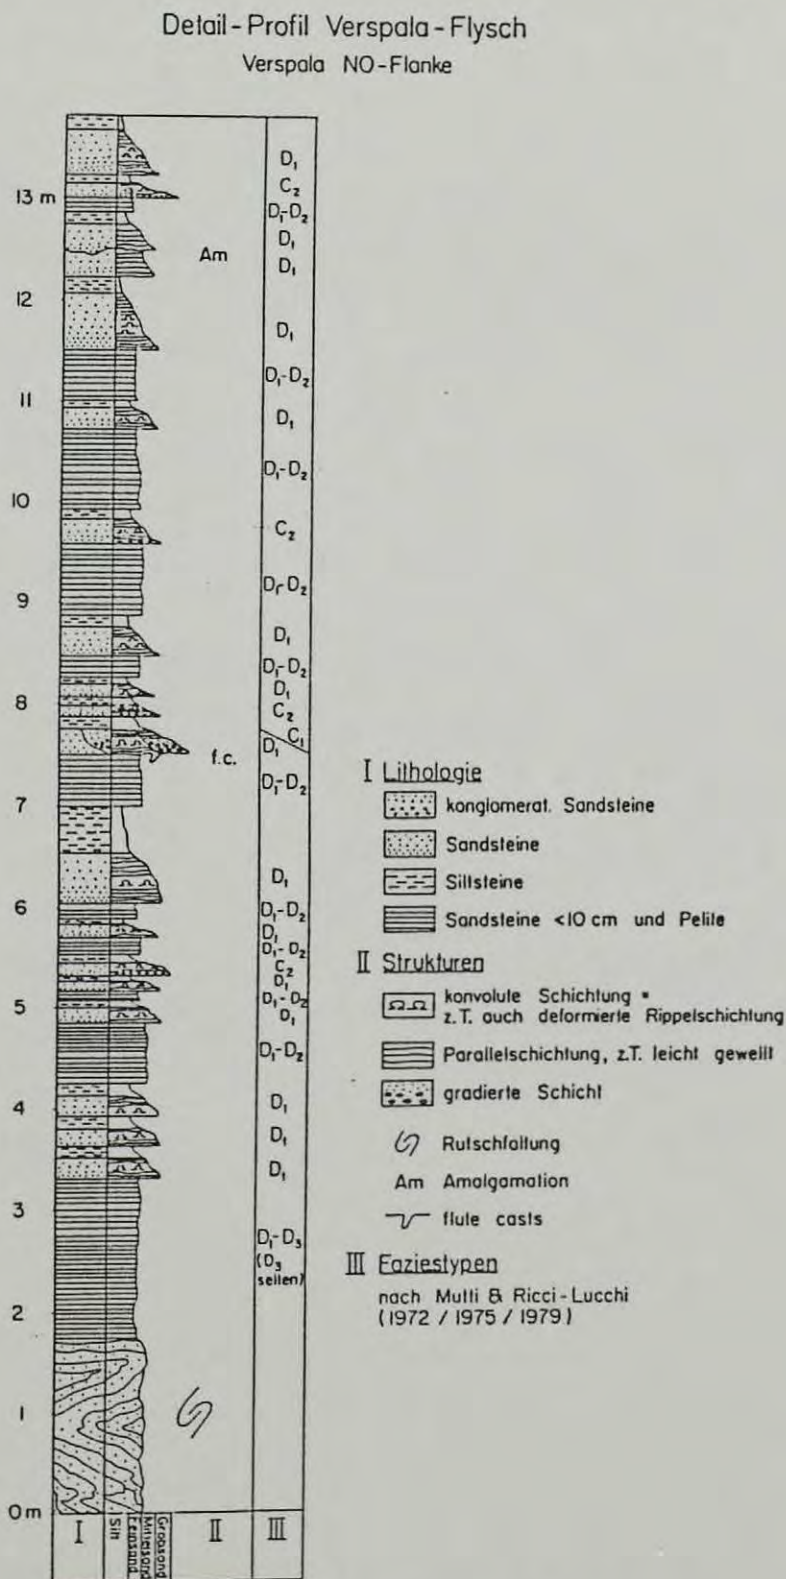 Detail-Profil Verspala-Flysch
Verspala NO-Flanke
D₁
C₂
13 m
D₁-D₂
D₁
Am
D₁
12
D₁
D₁-D₂
11
D₁
D₁-D₂
10
C₂
D₁-D₂
9
D₁
D₁-D₂
D₁
8
C₂
C₁
D₁
f.c.
D₁-D₂
7
D₁
6
D₁-D₂
D₁
D₁-D₂
C₂
D₁
5
D₁-D₂
D₁
D₁-D₂
4
D₁
D₁
D₁
3
D₁-D₃
(D₃
selten)
2
1
0 m
I
Silt
Feinsand
Mittelsand
Grobsand
II
III
I Lithologie
konglomerat. Sandsteine
Sandsteine
Siltsteine
Sandsteine <10 cm und Pelite
II Strukturen
konvolute Schichtung
z.T. auch deformierte Rippelschichtung
Parallelschichtung, z.T. leicht gewellt
gradierte Schicht
Rutschfaltung
Am Amalgamation
flute casts
III Faziestypen
nach Mutti & Ricci-Lucchi
(1972 / 1975 / 1979)